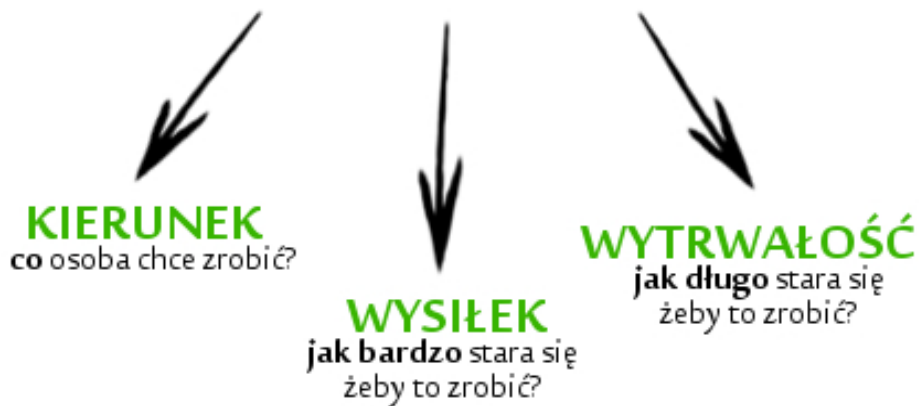 KIERUNEK
co osoba chce zrobić?
WYSIŁEK
jak bardzo stara się
żeby to zrobić?
WYTRWAŁOŚĆ
jak długo stara się
żeby to zrobić?